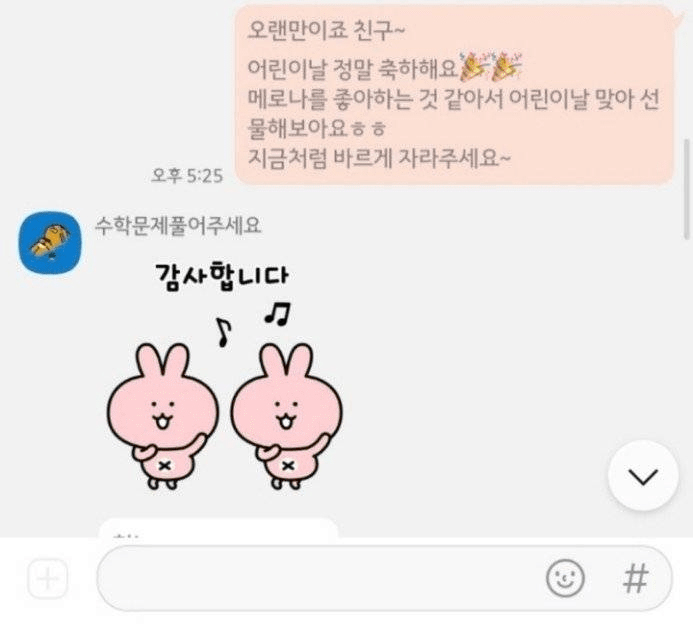 오랜만이죠 친구~
어린이날 정말 축하해요🎉🎉
메로나를 좋아하는 것 같아서 어린이날 맞아 선
물해보아요ㅎㅎ
지금처럼 바르게 자라주세요~
오후 5:25
수학문제풀어주세요
감사합니다
#